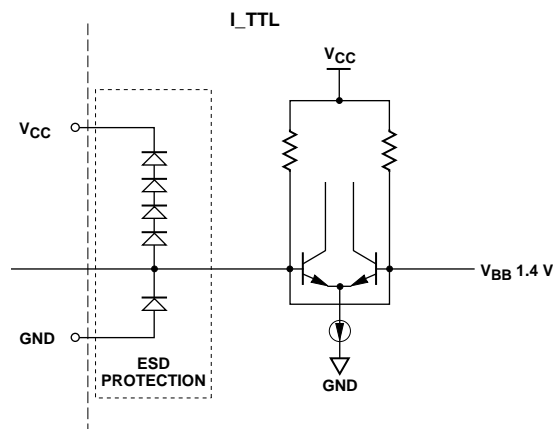 I_TTL
VCC
VCC
VBB 1.4 V
GND
ESD
PROTECTION
GND